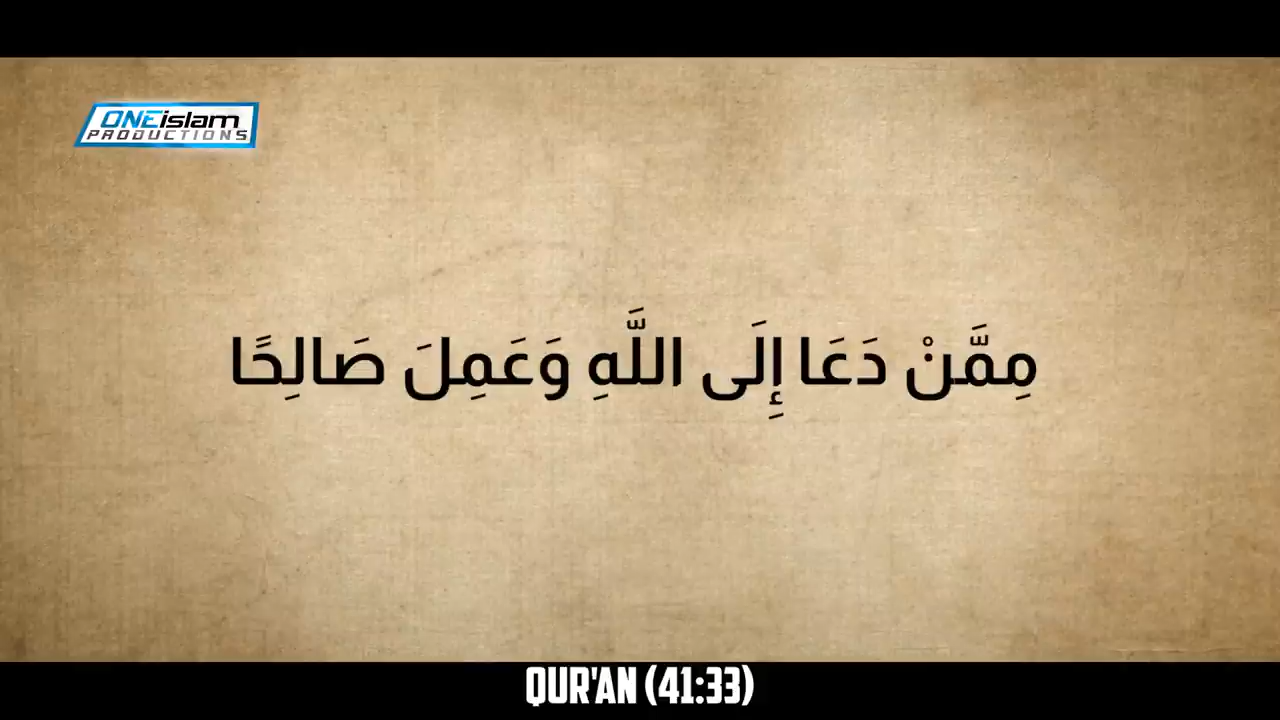 ONEislam
PRODUCTIONS
مِمَّنْ دَعَا إِلَى اللَّهِ وَعَمِلَ صَالِحًا
QUR'AN (41:33)